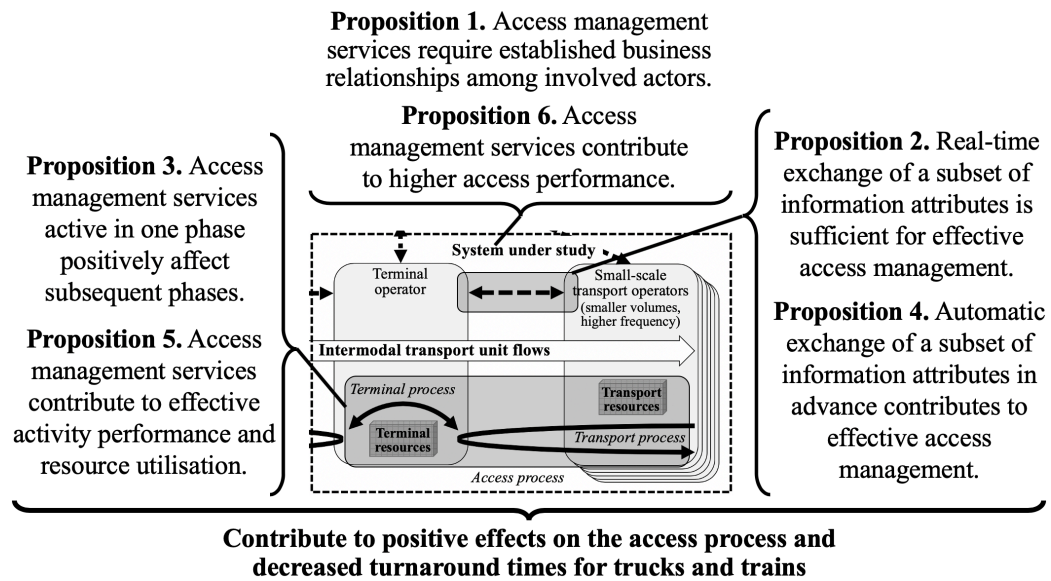 Proposition 1. Access management
services require established business
relationships among involved actors.
Proposition 6. Access
management services contribute
to higher access performance.
Proposition 3. Access
management services
active in one phase
positively affect
subsequent phases.
Proposition 5. Access
management services
contribute to effective
activity performance and
resource utilisation.
Proposition 2. Real-time
exchange of a subset of
information attributes is
sufficient for effective
access management.
Proposition 4. Automatic
exchange of a subset of
information attributes in
advance contributes to
effective access
management.
System under study
Terminal
operator
Small-scale
transport operators
(smaller volumes,
higher frequency)
Intermodal transport unit flows
Terminal process
Transport
resources
Terminal
resources
Transport process
Access process
Contribute to positive effects on the access process and
decreased turnaround times for trucks and trains